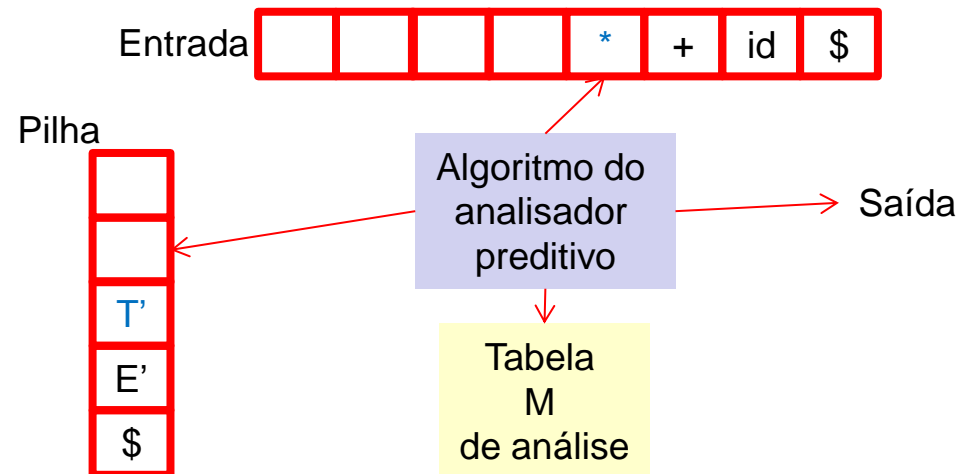 Entrada * + id $
Pilha
Algoritmo do
analisador
preditivo
Saída
T’
E’
$
Tabela
M
de análise